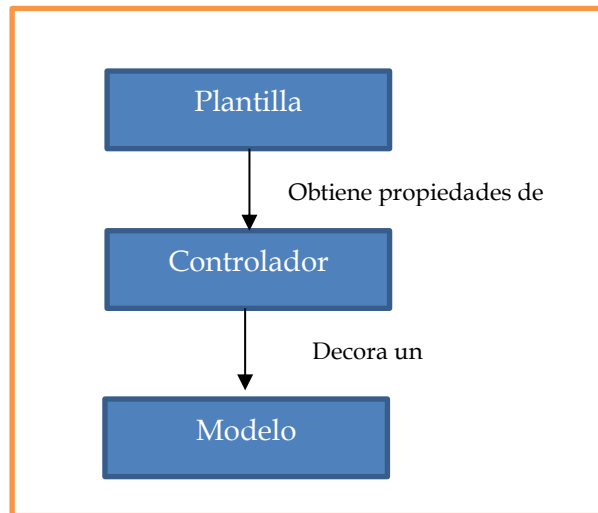 Plantilla
Obtiene propiedades de
Controlador
Decora un
Modelo